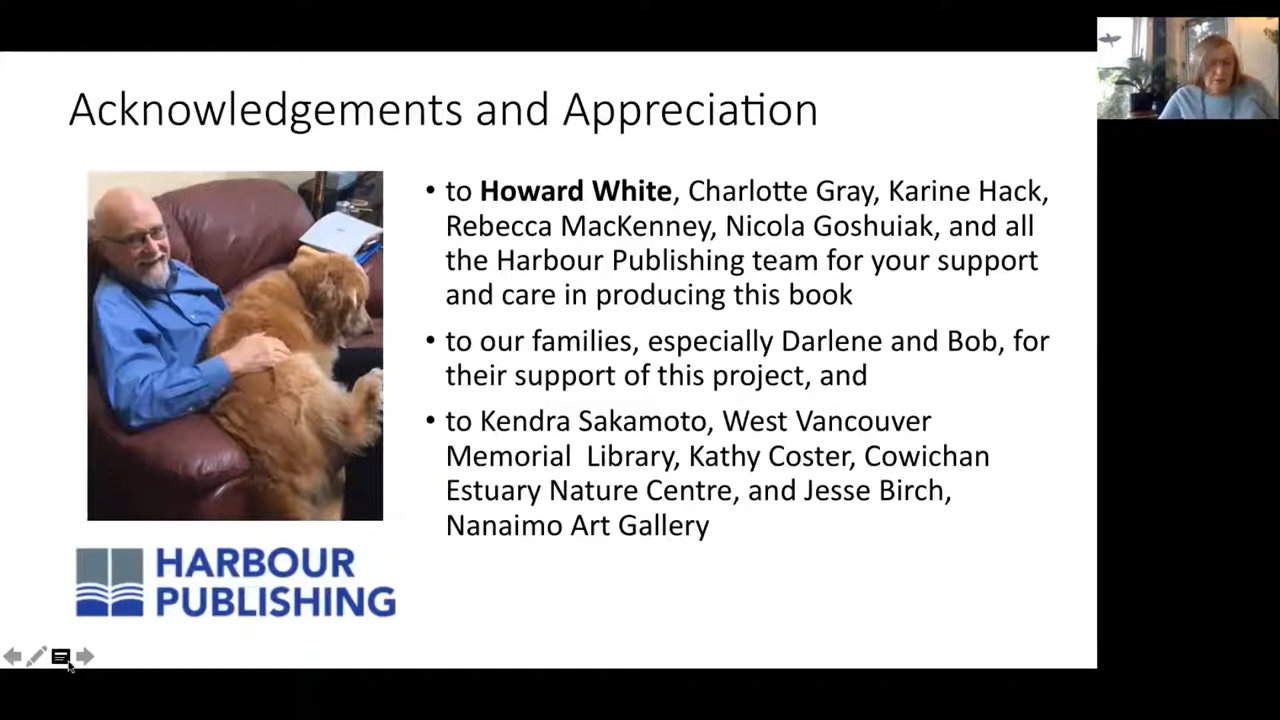 Acknowledgements and Appreciation
• to Howard White, Charlotte Gray, Karine Hack,
Rebecca MacKenney, Nicola Goshuiak, and all
the Harbour Publishing team for your support
and care in producing this book
• to our families, especially Darlene and Bob, for
their support of this project, and
• to Kendra Sakamoto, West Vancouver
Memorial  Library, Kathy Coster, Cowichan
Estuary Nature Centre, and Jesse Birch,
Nanaimo Art Gallery
HARBOUR
PUBLISHING